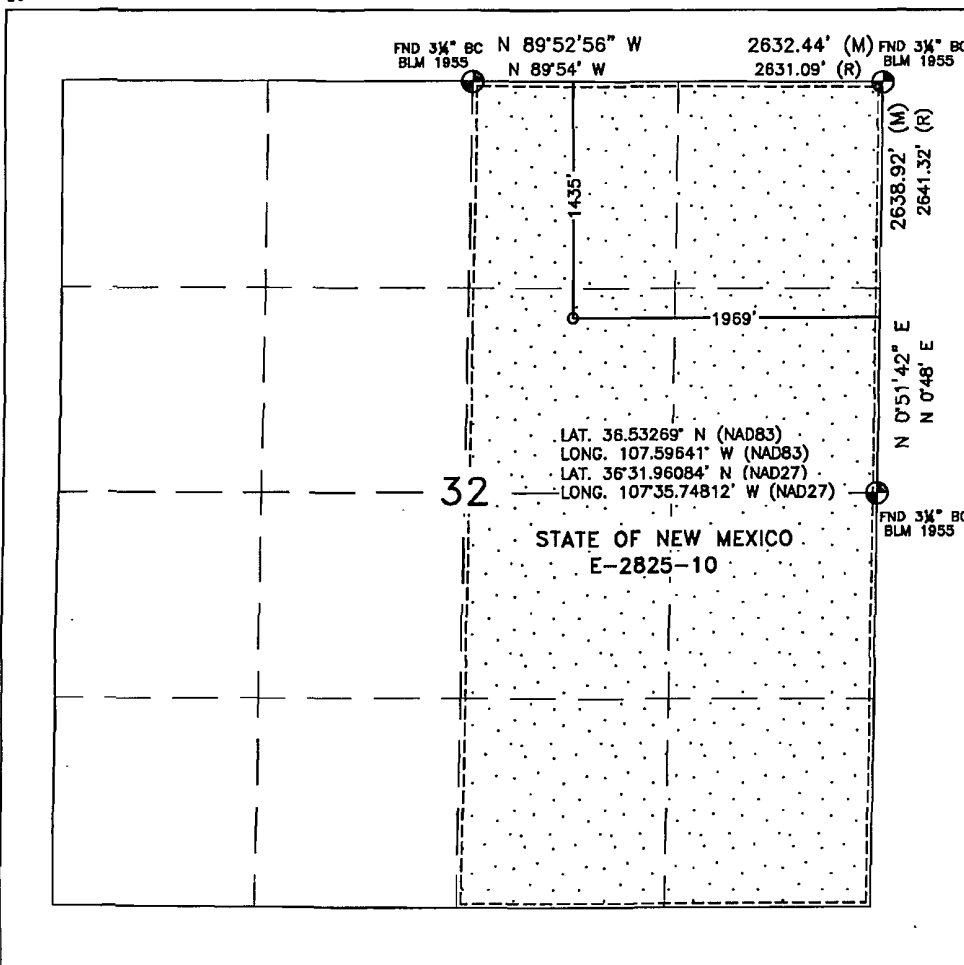 FND 3¼" BC N 89°52'56" W 2632.44' (M) FND 3¼" BC
BLM 1955 N 89°54' W 2631.09' (R) BLM 1955
2638.92' (M)
2641.32' (R)
1435'
1969'
N 0°51'42" E
N 0°48' E
LAT. 36.53269° N (NAD83)
LONG. 107.59641° W (NAD83)
LAT. 36°31.96084' N (NAD27)
32 LONG. 107°35.74812' W (NAD27)
FND 3¼" BC
BLM 1955
STATE OF NEW MEXICO
E-2825-10